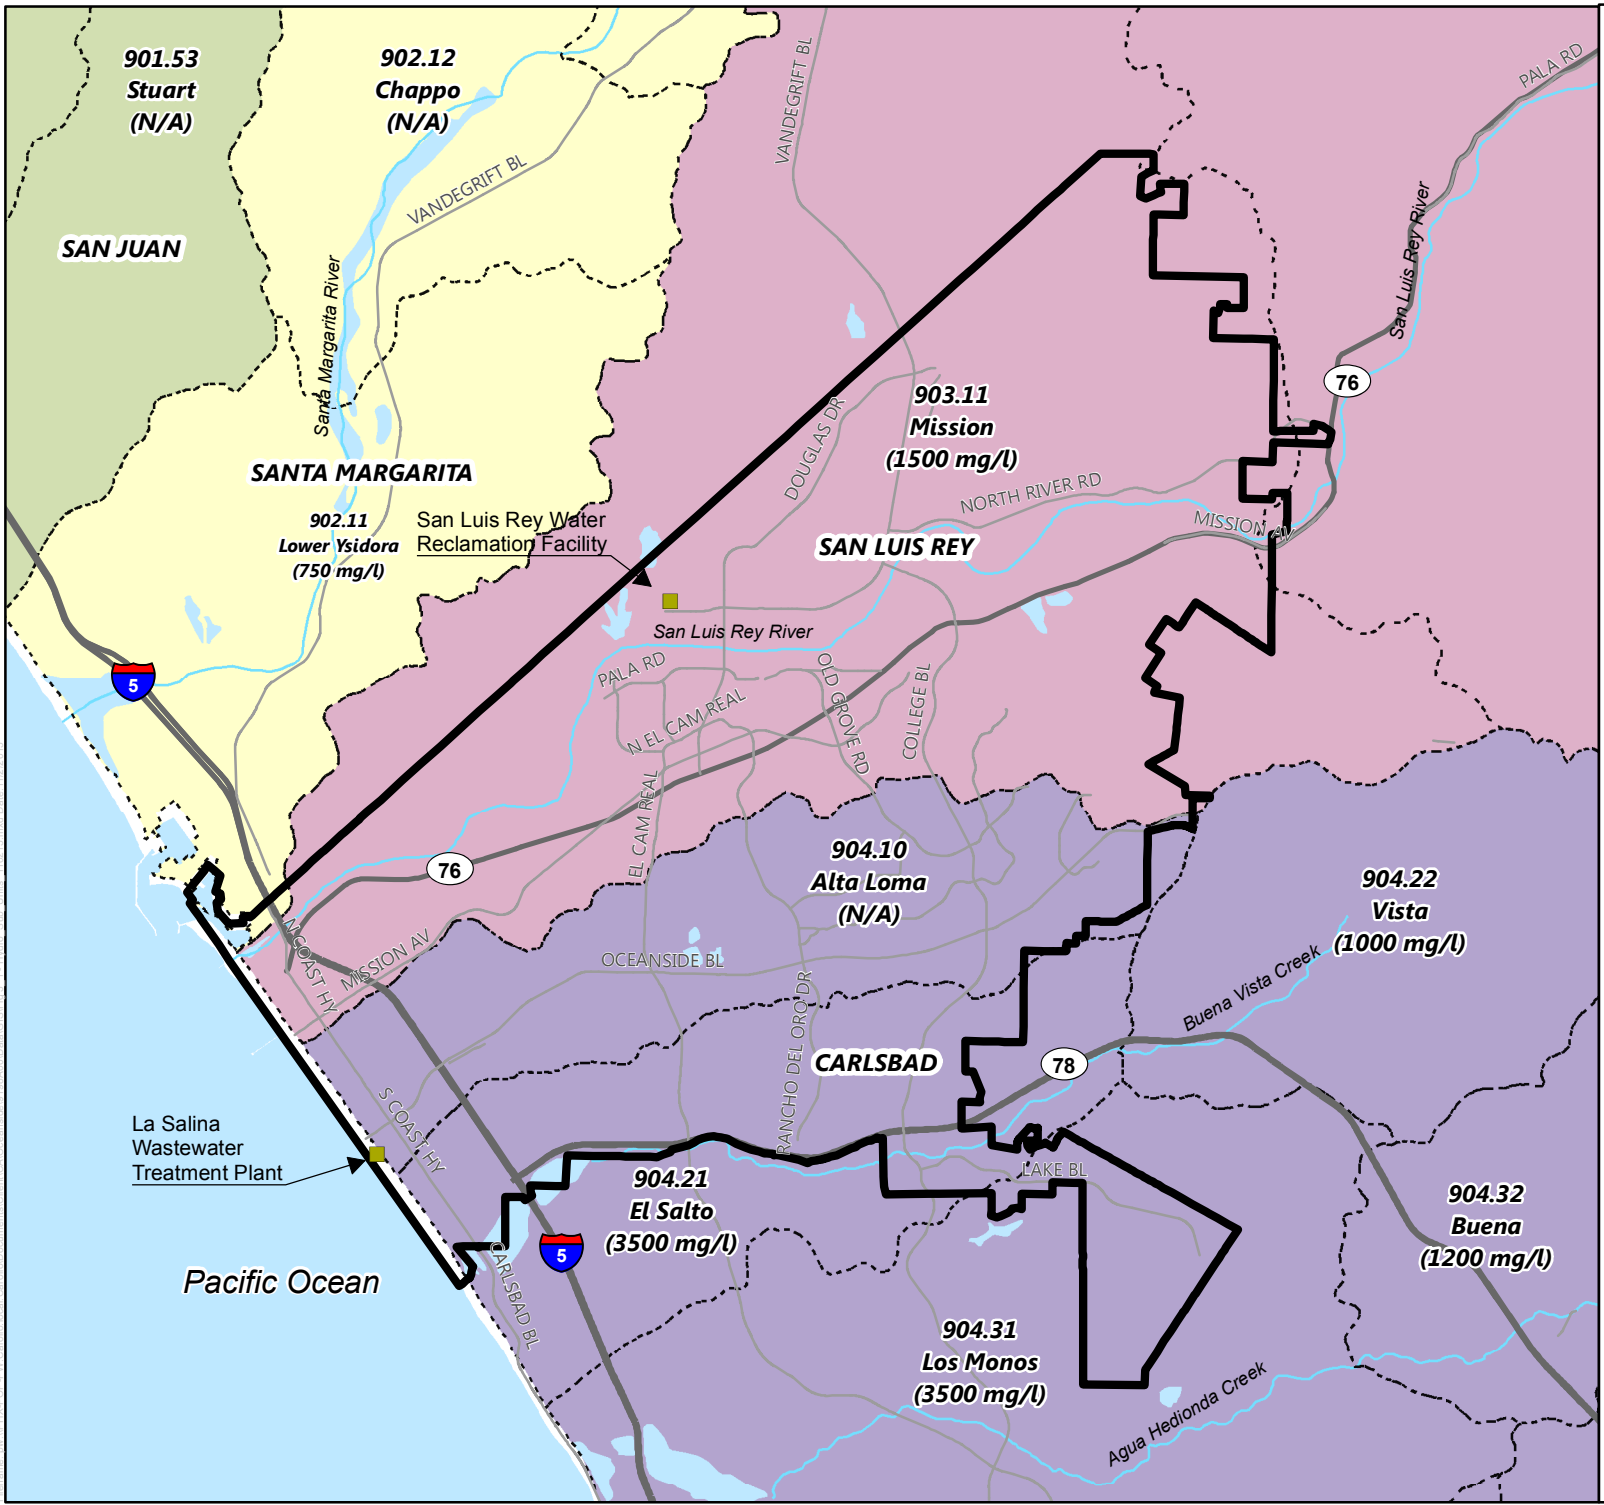 901.53
Stuart
(N/A)
902.12
Chappo
(N/A)
VANDEGRIFT BL
VANDEGRIFT BL
PALA RD
SAN JUAN
Santa Margarita River
San Luis Rey River
76
903.11
Mission
(1500 mg/l)
DOUGLAS DR
SANTA MARGARITA
902.11
Lower Ysidora
(750 mg/l)
San Luis Rey Water
Reclamation Facility
NORTH RIVER RD
MISSION AV
SAN LUIS REY
San Luis Rey River
5
PALA RD
N EL CAM REAL
OLD GROVE RD
COLLEGE BL
EL CAM REAL
76
904.10
Alta Loma
(N/A)
904.22
Vista
(1000 mg/l)
N COAST HY
MISSION AV
OCEANSIDE BL
RANCHO DEL ORO DR
Buena Vista Creek
CARLSBAD
78
La Salina
Wastewater
Treatment Plant
S COAST HY
LAKE BL
904.21
El Salto
(3500 mg/l)
904.32
Buena
(1200 mg/l)
5
Pacific Ocean
CARLSBAD BL
904.31
Los Monos
(3500 mg/l)
Agua Hedionda Creek